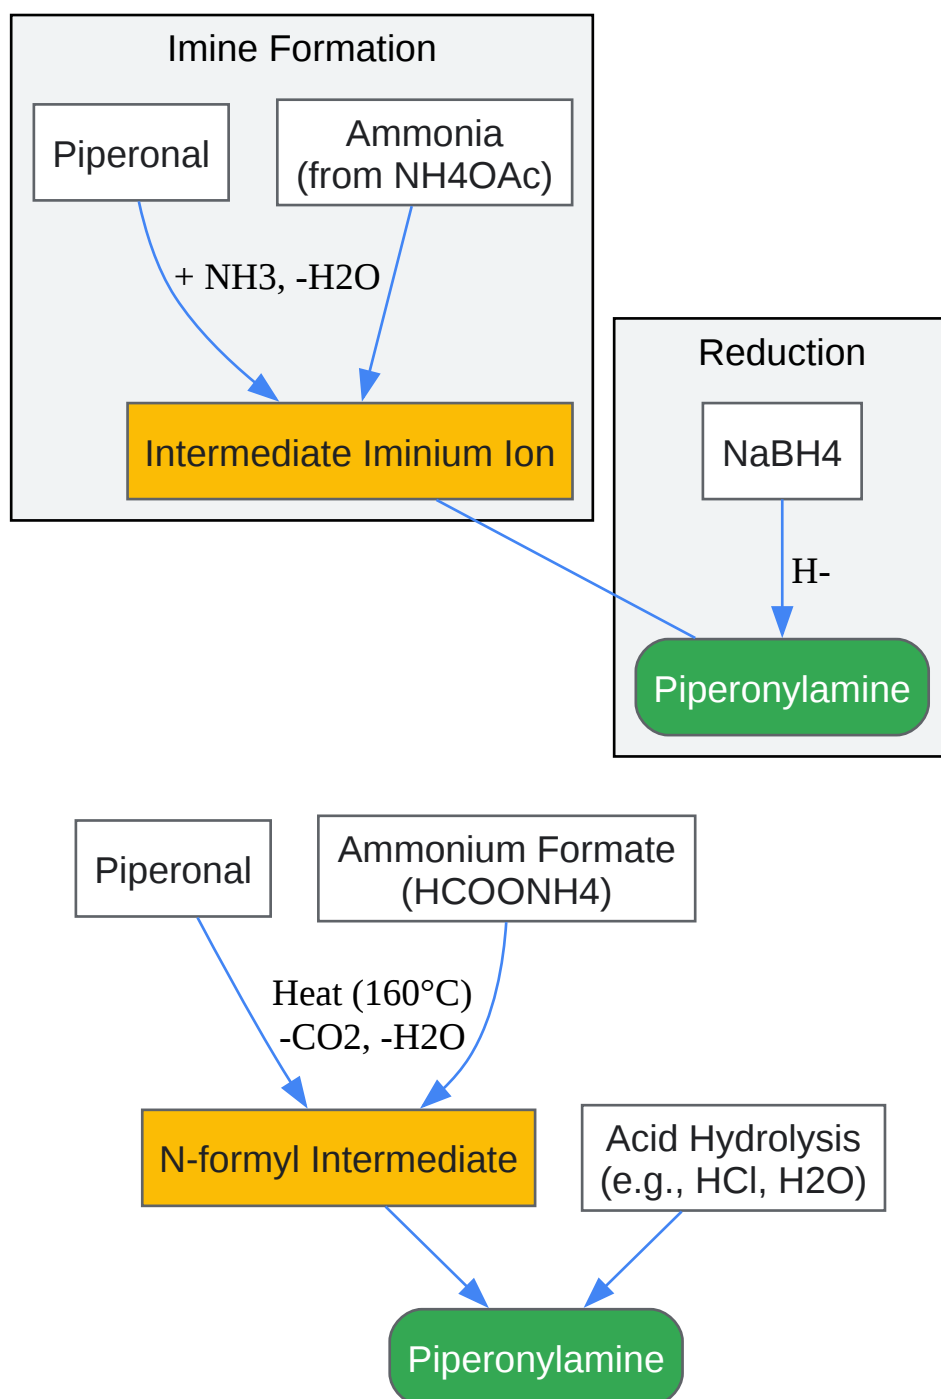 Imine Formation
Piperonal
Ammonia
(from NH4OAc)
+ NH3, -H2O
Intermediate Iminium Ion
Reduction
NaBH4
H-
Piperonylamine
Piperonal
Ammonium Formate
(HCOONH4)
Heat (160°C)
-CO2, -H2O
N-formyl Intermediate
Acid Hydrolysis
(e.g., HCl, H2O)
Piperonylamine